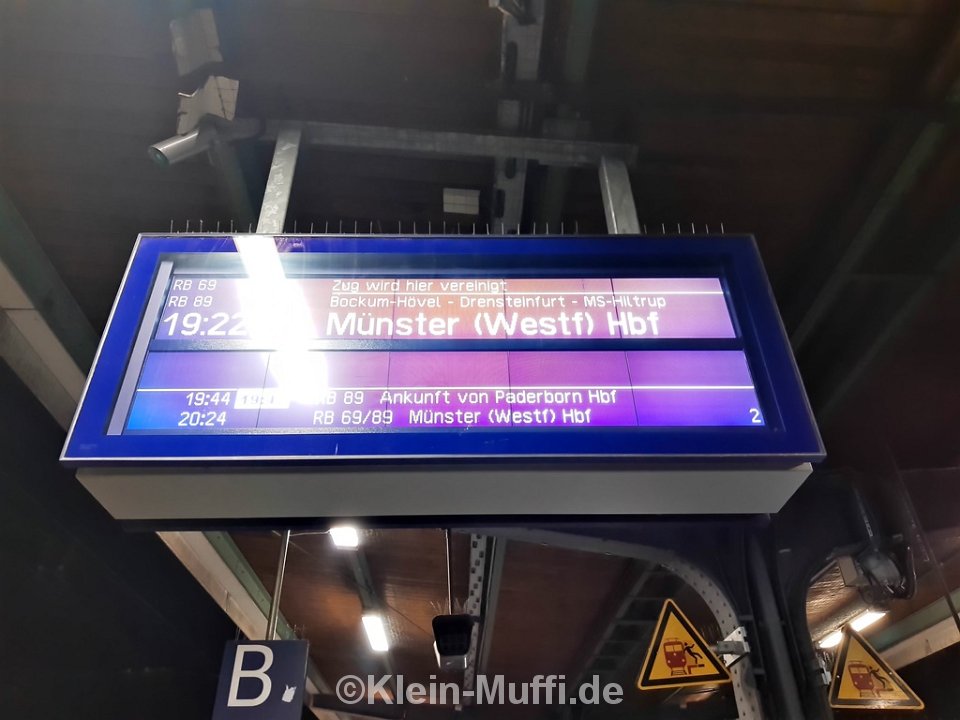 RB 69 Zug wird hier vereinigt
RB 89 Bockum-Hövel - Drensteinfurt - MS-Hiltrup
19:22 Münster (Westf) Hbf
19:44 RB 89 Ankunft von Paderborn Hbf
20:24 RB 69/89 Münster (Westf) Hbf 2
B
©Klein-Muffi.de